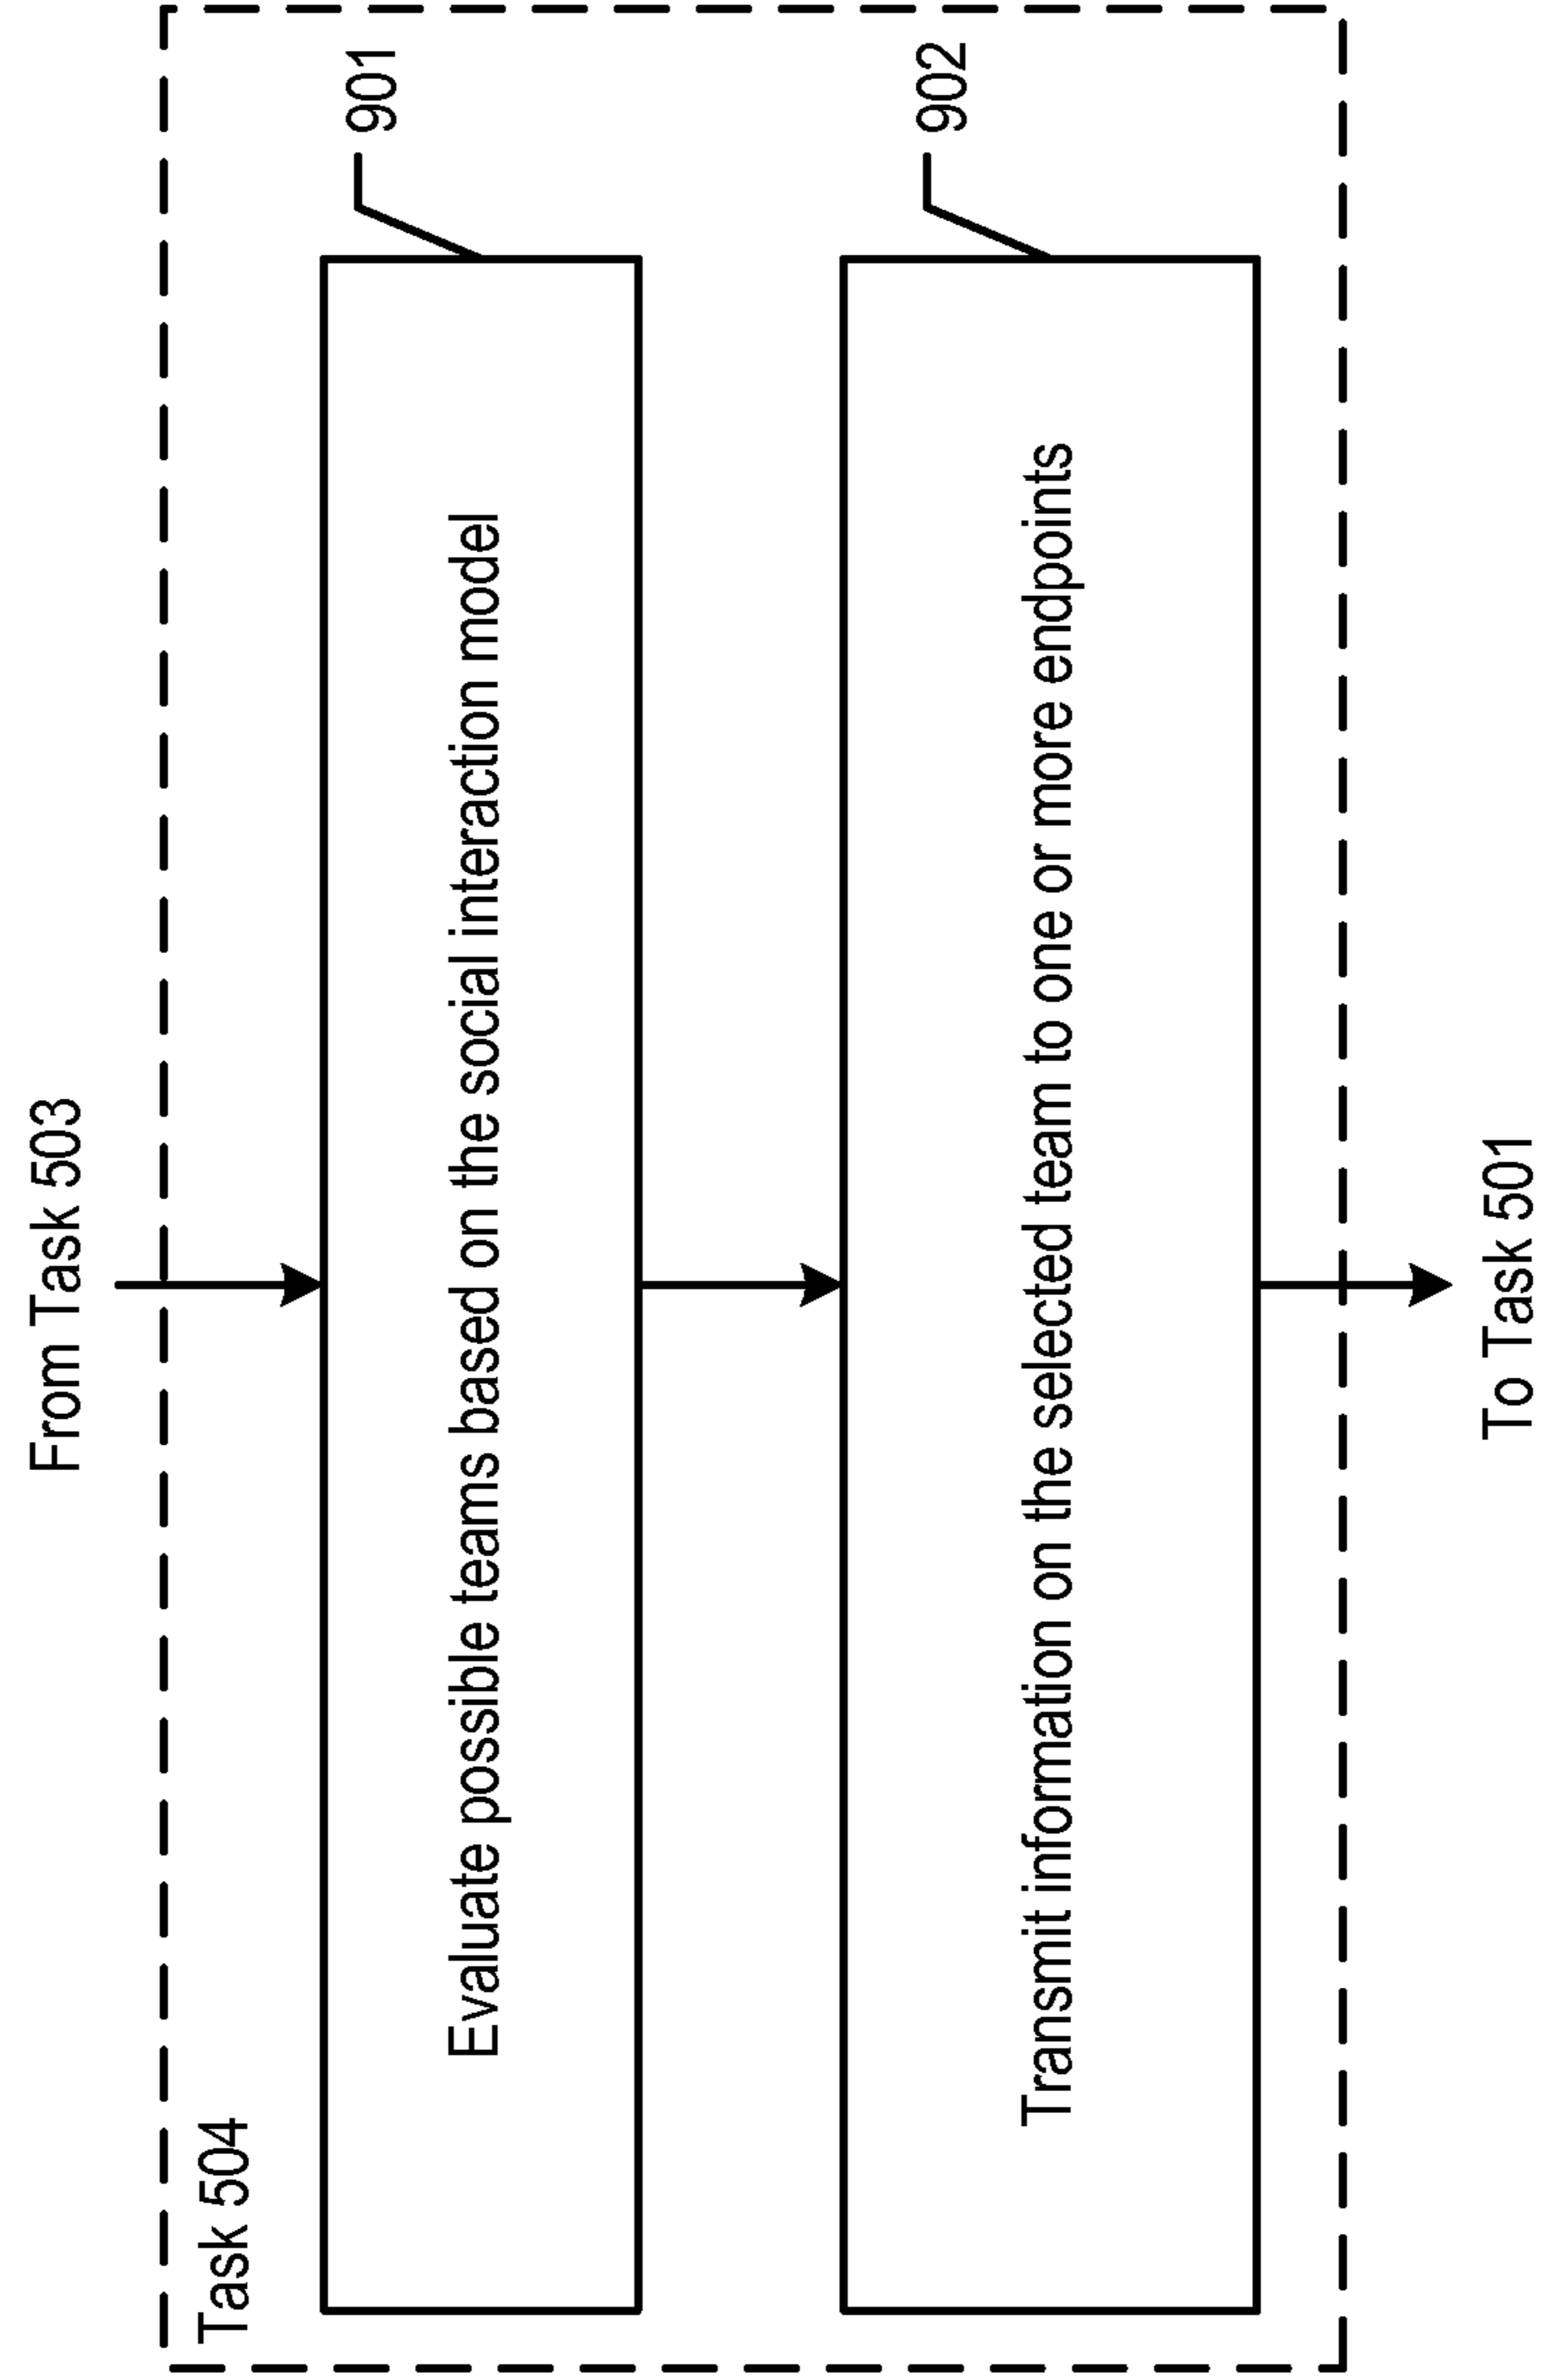 From Task 503
Task 504
901
Evaluate possible teams based on the social interaction model
902
Transmit information on the selected team to one or more endpoints
To Task 501